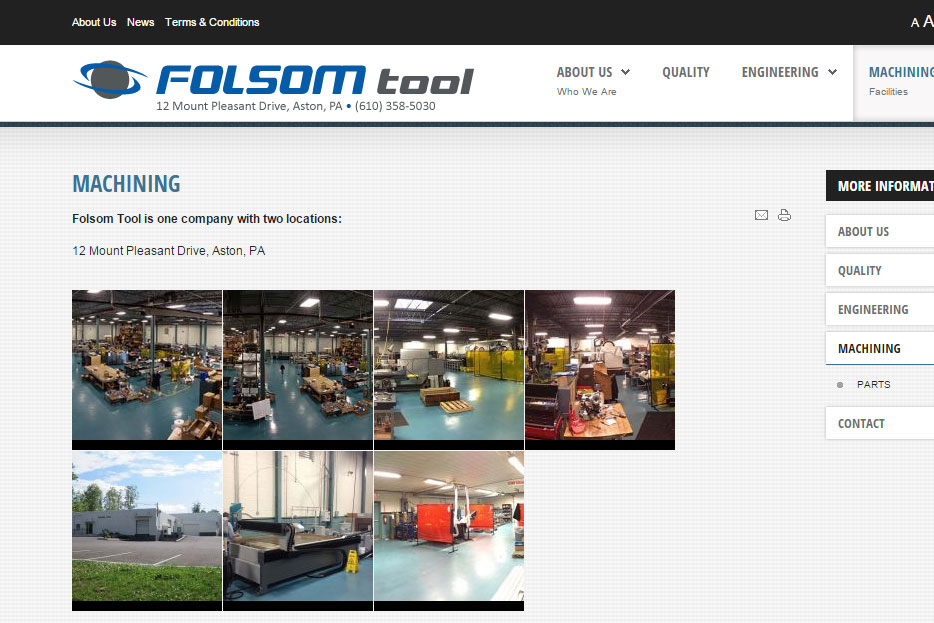 About Us News Terms & Conditions
A A
FOLSOM tool
12 Mount Pleasant Drive, Aston, PA • (610) 358-5030
ABOUT US QUALITY ENGINEERING MACHINING
Who We Are Facilities
MACHINING
Folsom Tool is one company with two locations:
12 Mount Pleasant Drive, Aston, PA
MORE INFORMAT
ABOUT US
QUALITY
ENGINEERING
MACHINING
PARTS
CONTACT